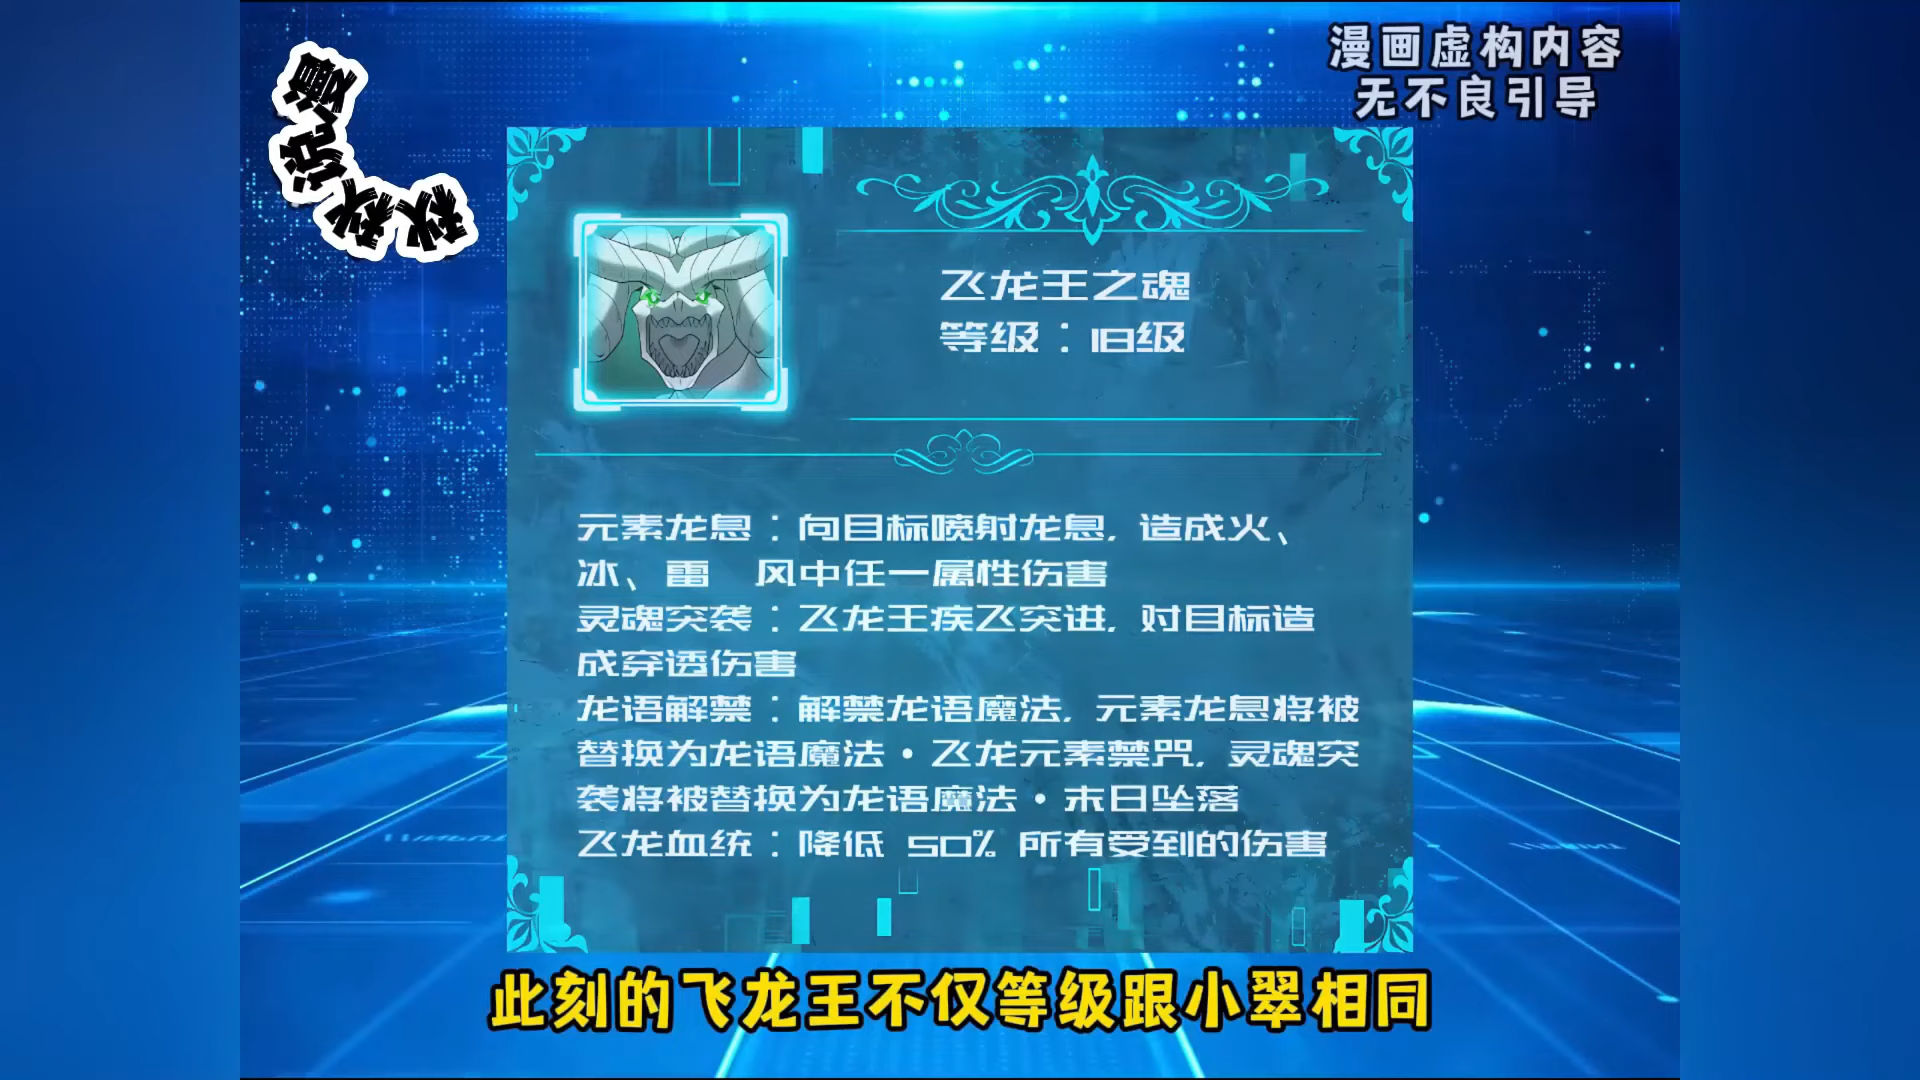 漫画虚构内容
无不良引导
漫说秋秋
飞龙王之魂
等级：18级
元素龙息：向目标喷射龙息，造成火、
冰、雷 风中任一属性伤害
灵魂突袭：飞龙王疾飞突进，对目标造
成穿透伤害
龙语解禁：解禁龙语魔法，元素龙息将被
替换为龙语魔法·飞龙元素禁咒，灵魂突
袭将被替换为龙语魔法·末日坠落
飞龙血统：降低 50% 所有受到的伤害
此刻的飞龙王不仅等级跟小翠相同